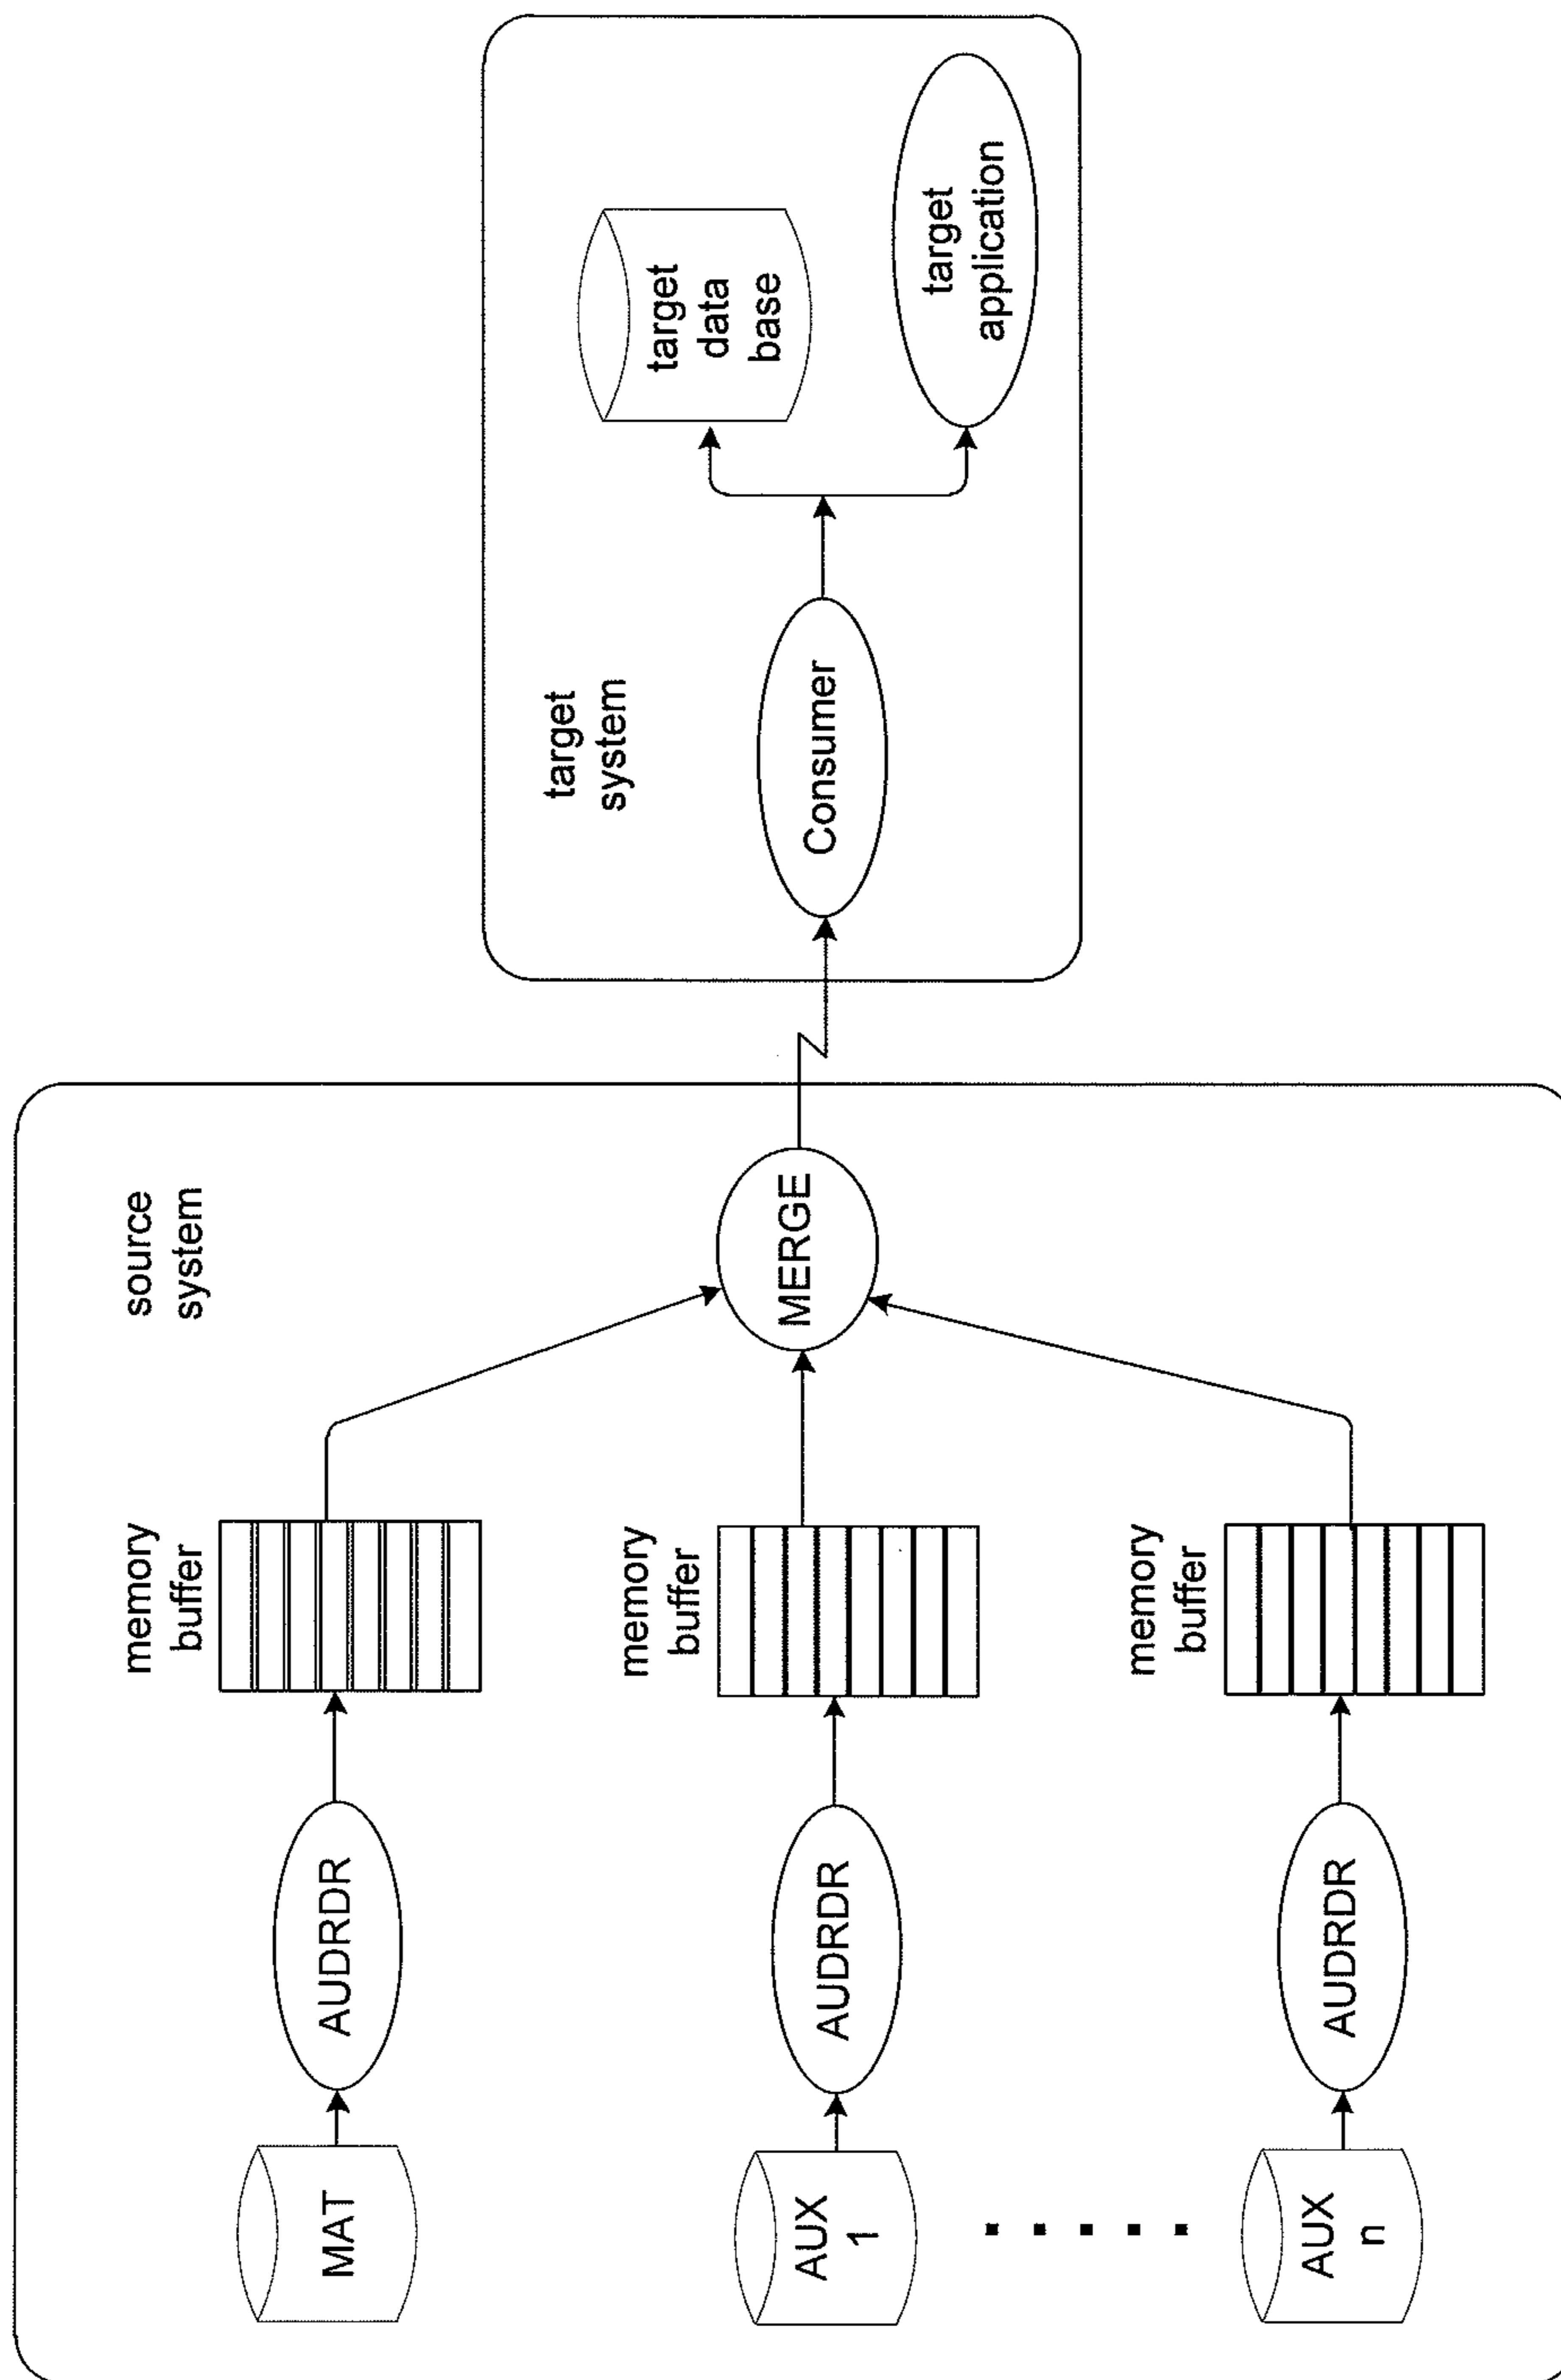 source
system
memory
buffer
MAT
AUDRDR
memory
buffer
AUX
1
AUDRDR
MERGE
memory
buffer
AUX
n
AUDRDR
target
system
Consumer
target
data
base
target
application